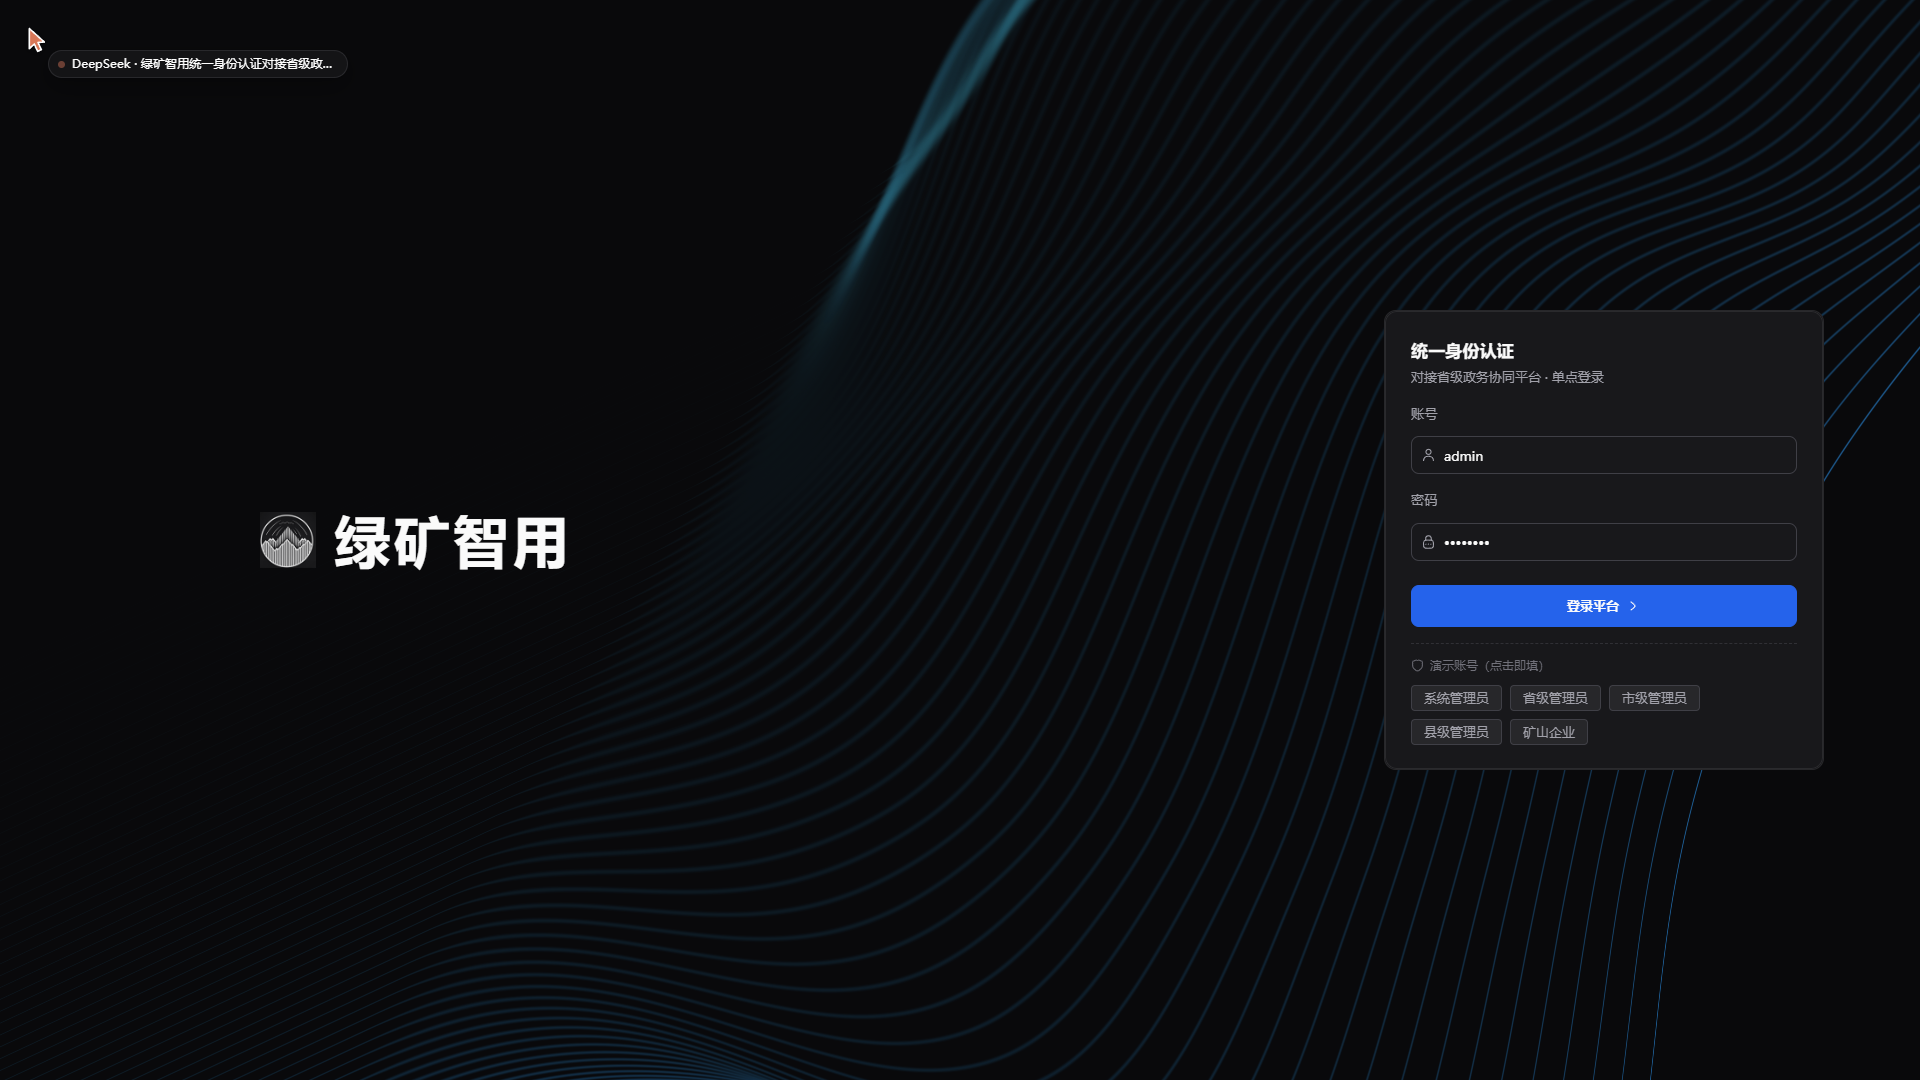 DeepSeek · 绿矿智用统一身份认证对接省级政...
绿矿智用
统一身份认证
对接省级政务协同平台 · 单点登录
账号
admin
密码
••••••••
登录平台
演示账号（点击即填）
系统管理员
省级管理员
市级管理员
县级管理员
矿山企业